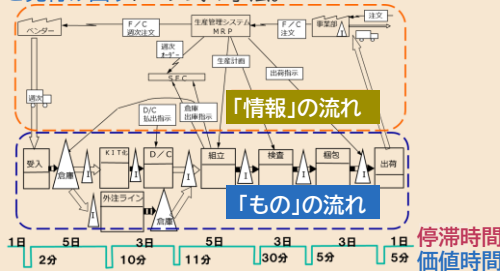 F/C
週次注文
生産管理システム
MRP
F/C
注文
事業部
注文
ベンダー
週次
オーダー
生産計画
出荷指示
SFC
週次
D/C
払出指示
倉庫
出庫指示
「情報」の流れ
受入
倉庫
KIT化
D/C
組立
検査
梱包
出荷
外注ライン
倉庫
「もの」の流れ
1日
5日
3日
5日
3日
3日
1日
停滞時間
2分
10分
11分
30分
5分
5分
価値時間